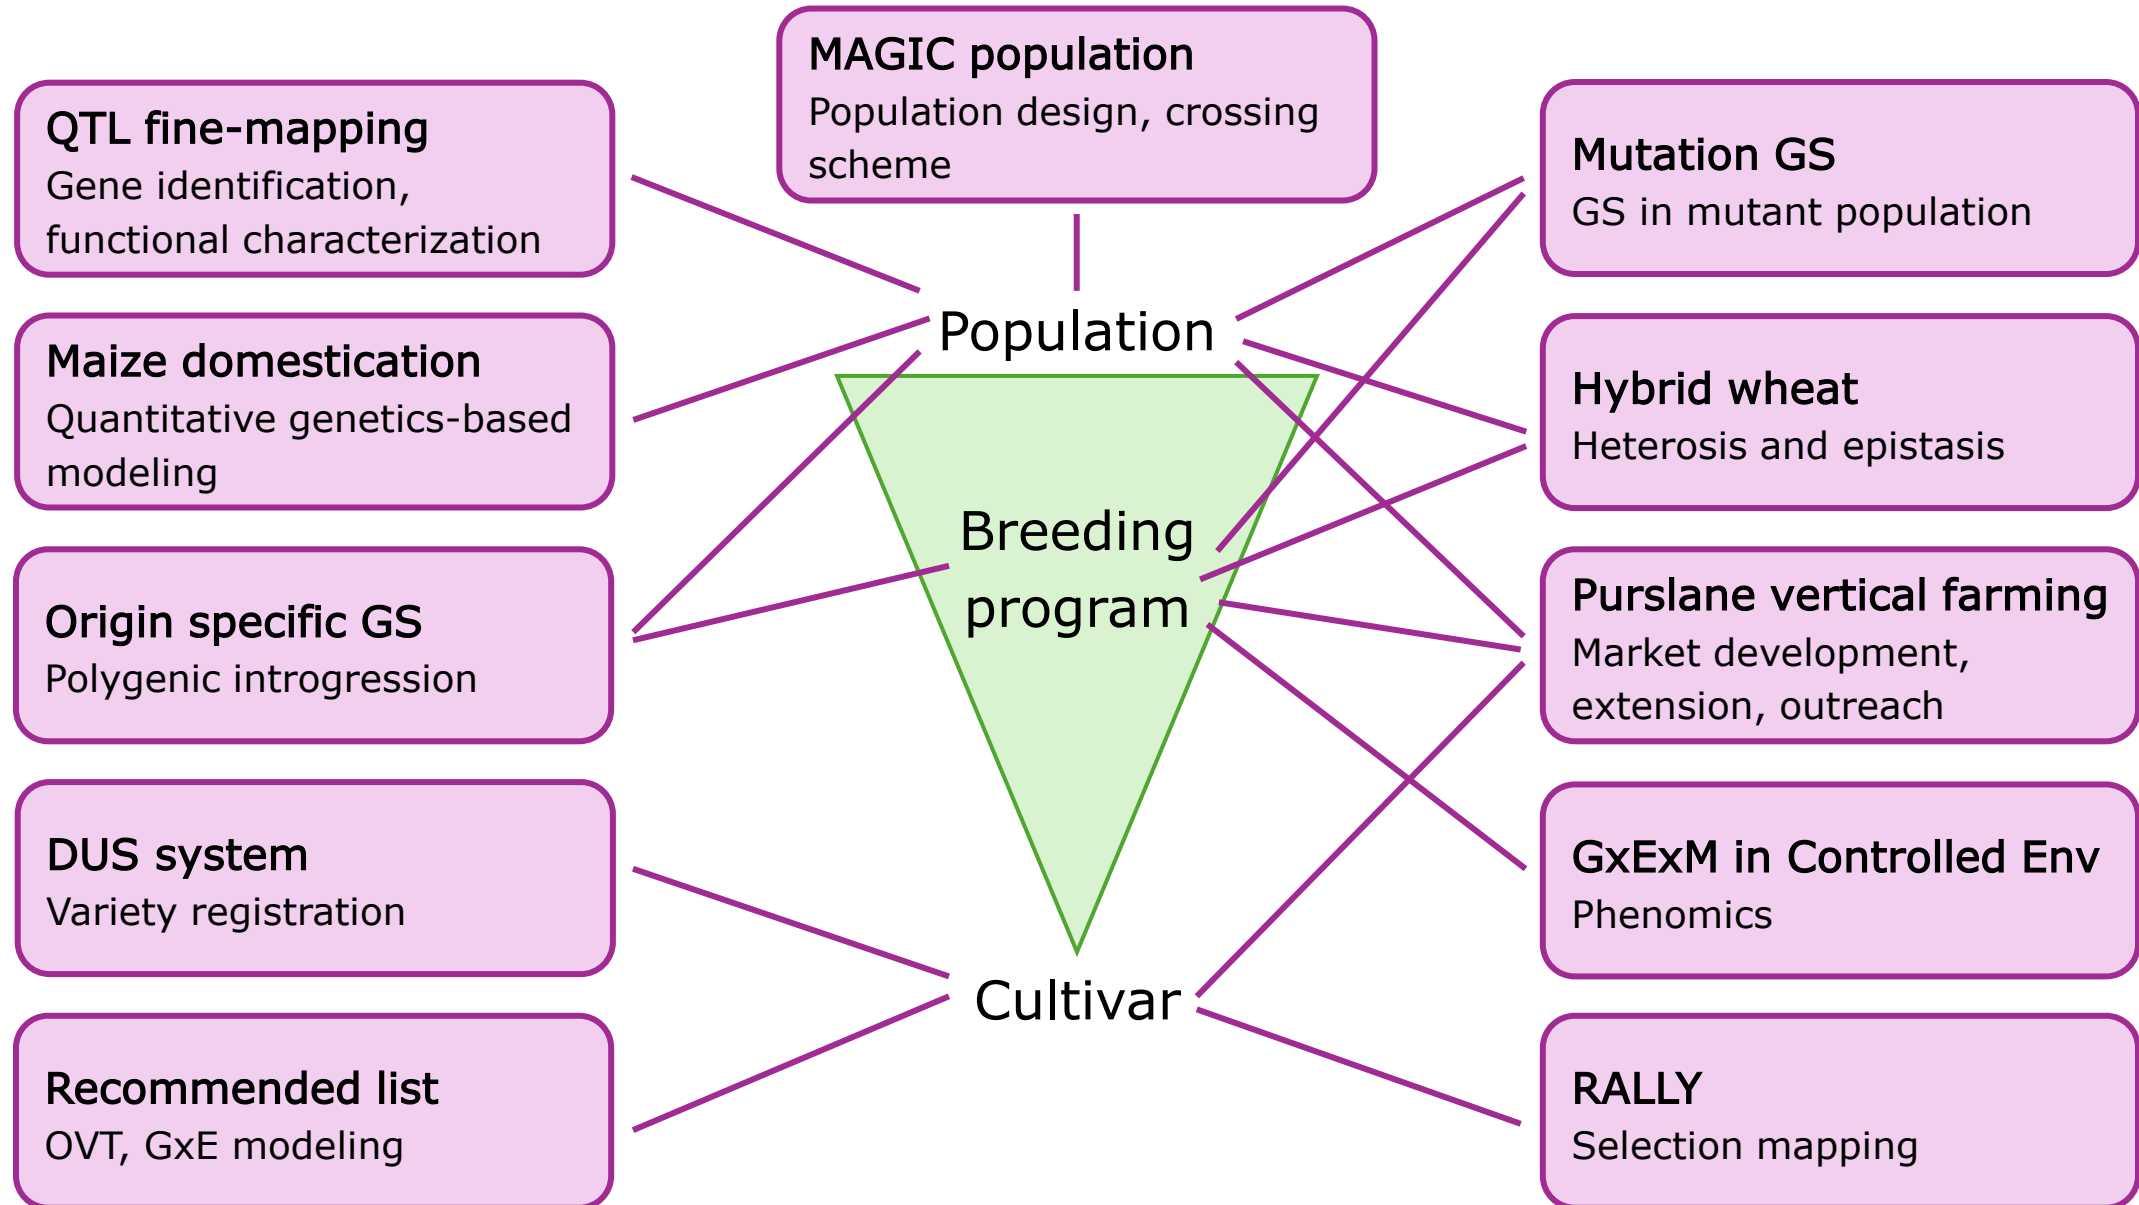 MAGIC population
Population design, crossing
scheme
QTL fine-mapping
Gene identification,
functional characterization
Maize domestication
Quantitative genetics-based
modeling
Origin specific GS
Polygenic introgression
DUS system
Variety registration
Recommended list
OVT, GxE modeling
Population
Breeding
program
Cultivar
Mutation GS
GS in mutant population
Hybrid wheat
Heterosis and epistasis
Purslane vertical farming
Market development,
extension, outreach
GxExM in Controlled Env
Phenomics
RALLY
Selection mapping